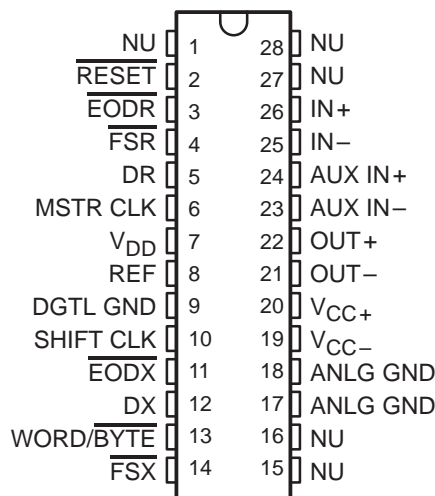 NU 1 28 NU
RESET 2 27 NU
EODR 3 26 IN+
FSR 4 25 IN−
DR 5 24 AUX IN+
MSTR CLK 6 23 AUX IN−
VDD 7 22 OUT+
REF 8 21 OUT−
DGTL GND 9 20 VCC+
SHIFT CLK 10 19 VCC−
EODX 11 18 ANLG GND
DX 12 17 ANLG GND
WORD/BYTE 13 16 NU
FSX 14 15 NU